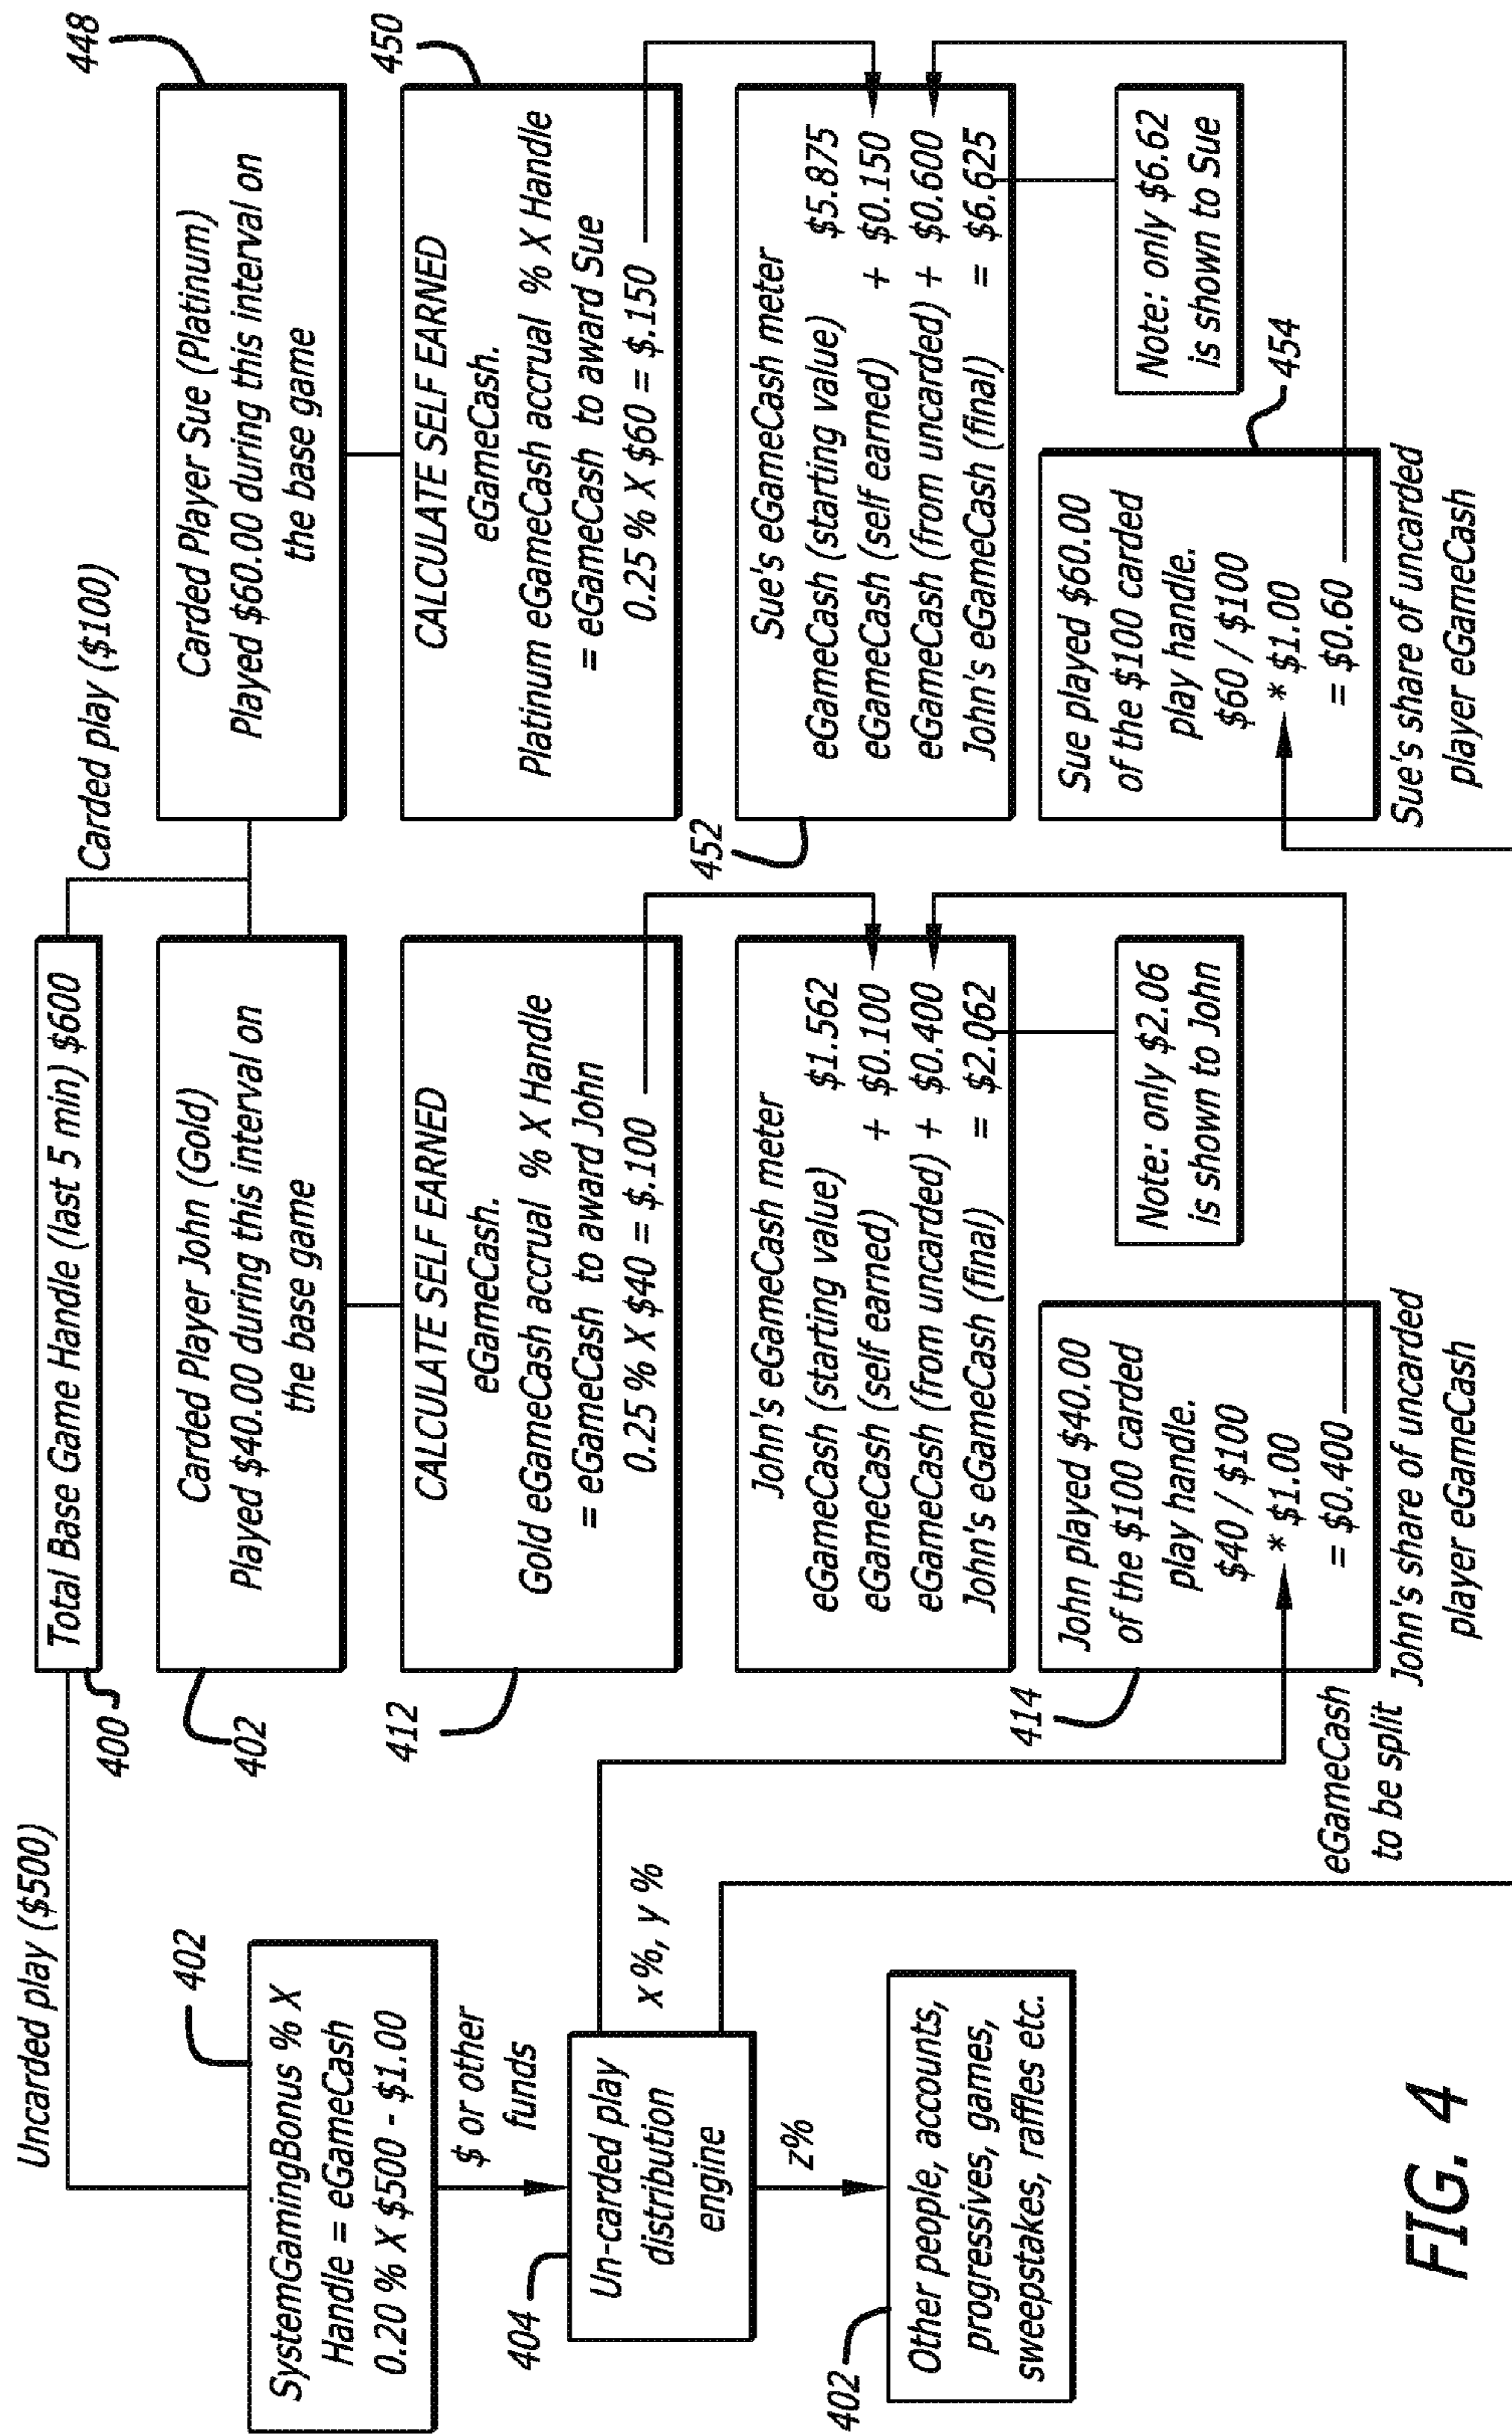 Total Base Game Handle (last 5 min) $600
400
Uncarded play ($500)
Carded play ($100)
402
SystemGamingBonus % X
Handle = eGameCash
0.20 % X $500 - $1.00
$ or other
funds
404
Un-carded play
distribution
engine
x%, y%
z%
402
Other people, accounts,
progressives, games,
sweepstakes, raffles etc.
402
Carded Player John (Gold)
Played $40.00 during this interval on
the base game
412
CALCULATE SELF EARNED
eGameCash.
Gold eGameCash accrual % X Handle
= eGameCash to award John
0.25 % X $40 = $.100
John's eGameCash meter
eGameCash (starting value) $1.562
eGameCash (self earned) + $0.100
eGameCash (from uncarded) + $0.400
John's eGameCash (final) = $2.062
Note: only $2.06
is shown to John
414
John played $40.00
of the $100 carded
play handle.
$40 / $100
* $1.00
= $0.400
eGameCash
to be split
John's share of uncarded
player eGameCash
448
Carded Player Sue (Platinum)
Played $60.00 during this interval on
the base game
450
CALCULATE SELF EARNED
eGameCash.
Platinum eGameCash accrual % X Handle
= eGameCash to award Sue
0.25 % X $60 = $.150
452
Sue's eGameCash meter
eGameCash (starting value) $5.875
eGameCash (self earned) + $0.150
eGameCash (from uncarded) + $0.600
John's eGameCash (final) = $6.625
Note: only $6.62
is shown to Sue
454
Sue played $60.00
of the $100 carded
play handle.
$60 / $100
* $1.00
= $0.60
Sue's share of uncarded
player eGameCash
FIG. 4